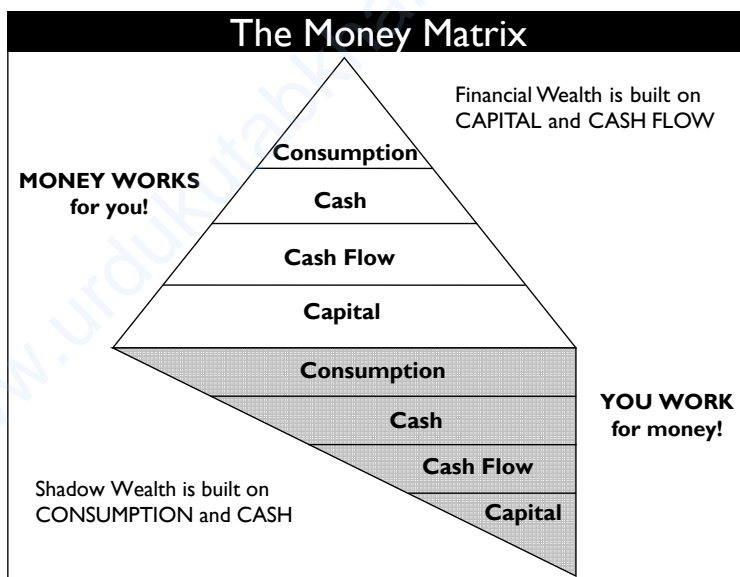 The Money Matrix
Financial Wealth is built on
CAPITAL and CASH FLOW
MONEY WORKS
for you!
Consumption
Cash
Cash Flow
Capital
Consumption
Cash
Cash Flow
Capital
YOU WORK
for money!
Shadow Wealth is built on
CONSUMPTION and CASH